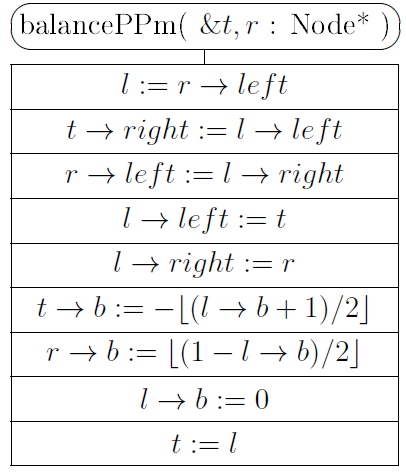 balancePPm( &t, r : Node* )
l := r → left
t → right := l → left
r → left := l → right
l → left := t
l → right := r
t → b := −⌊(l → b + 1)/2⌋
r → b := ⌊(1 − l → b)/2⌋
l → b := 0
t := l